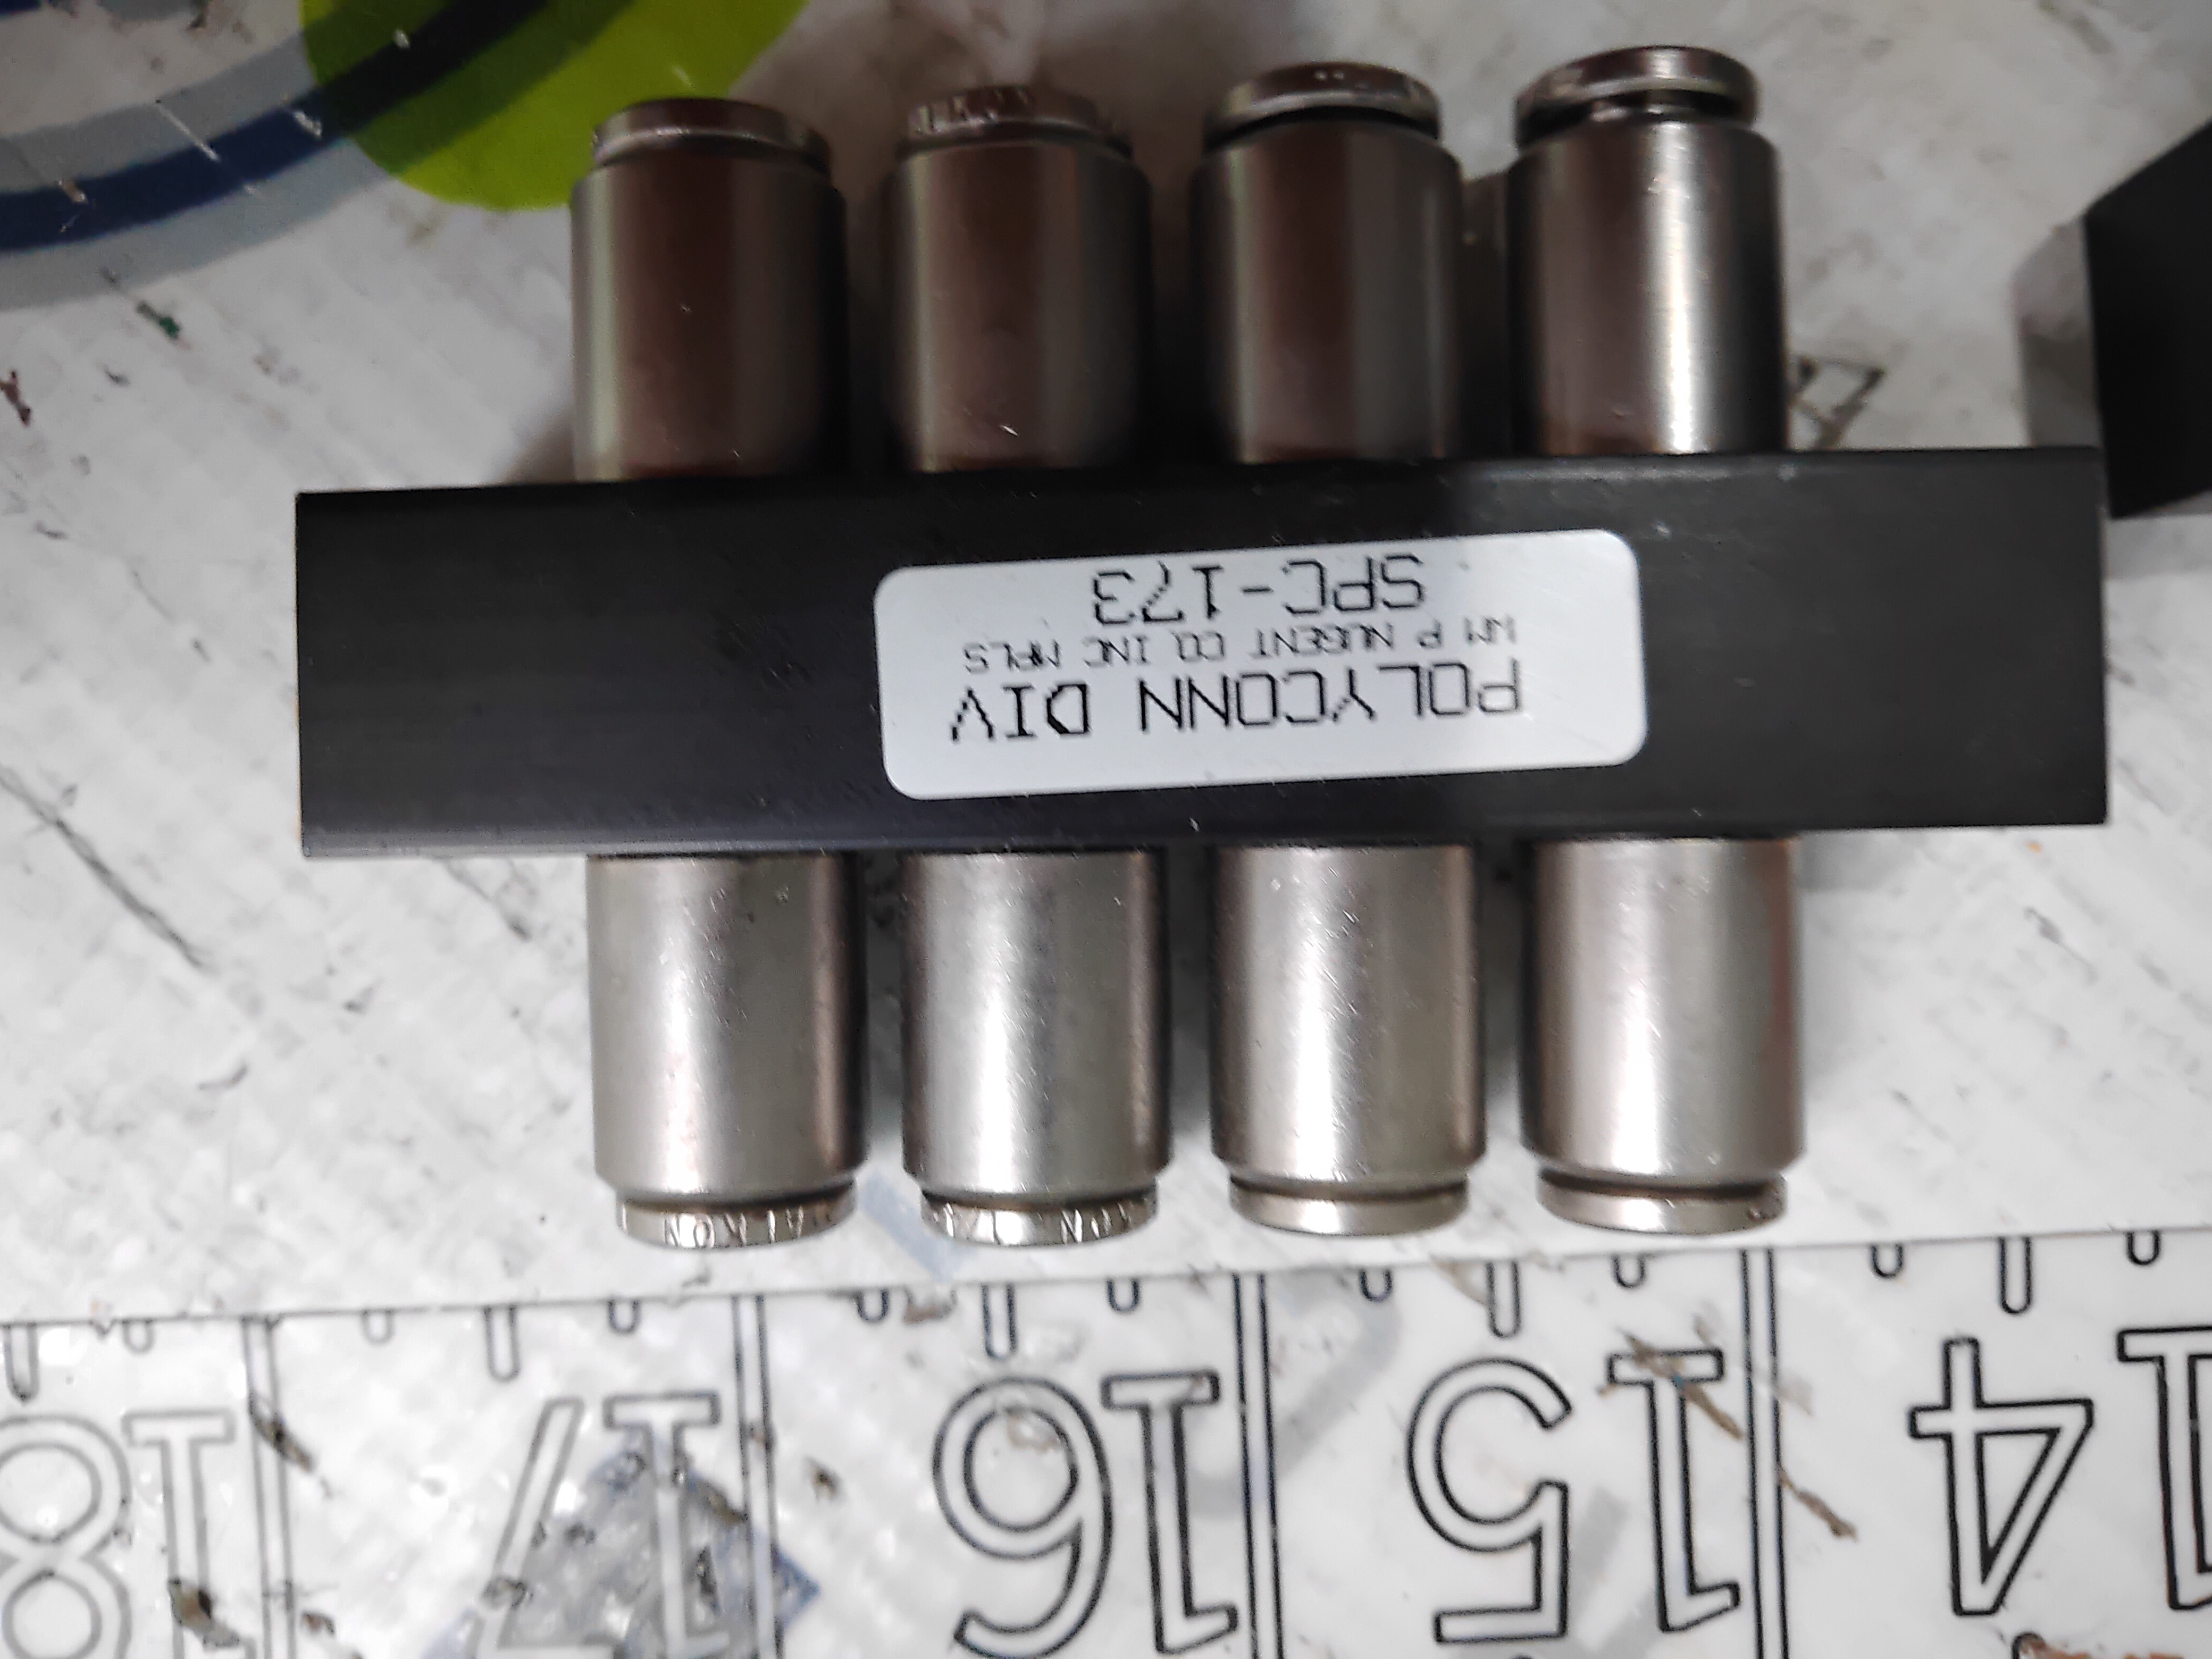 POLYCONN DIV
WM P NUGENT CO. INC MPLS
SPC-173
14
15
16
17
18